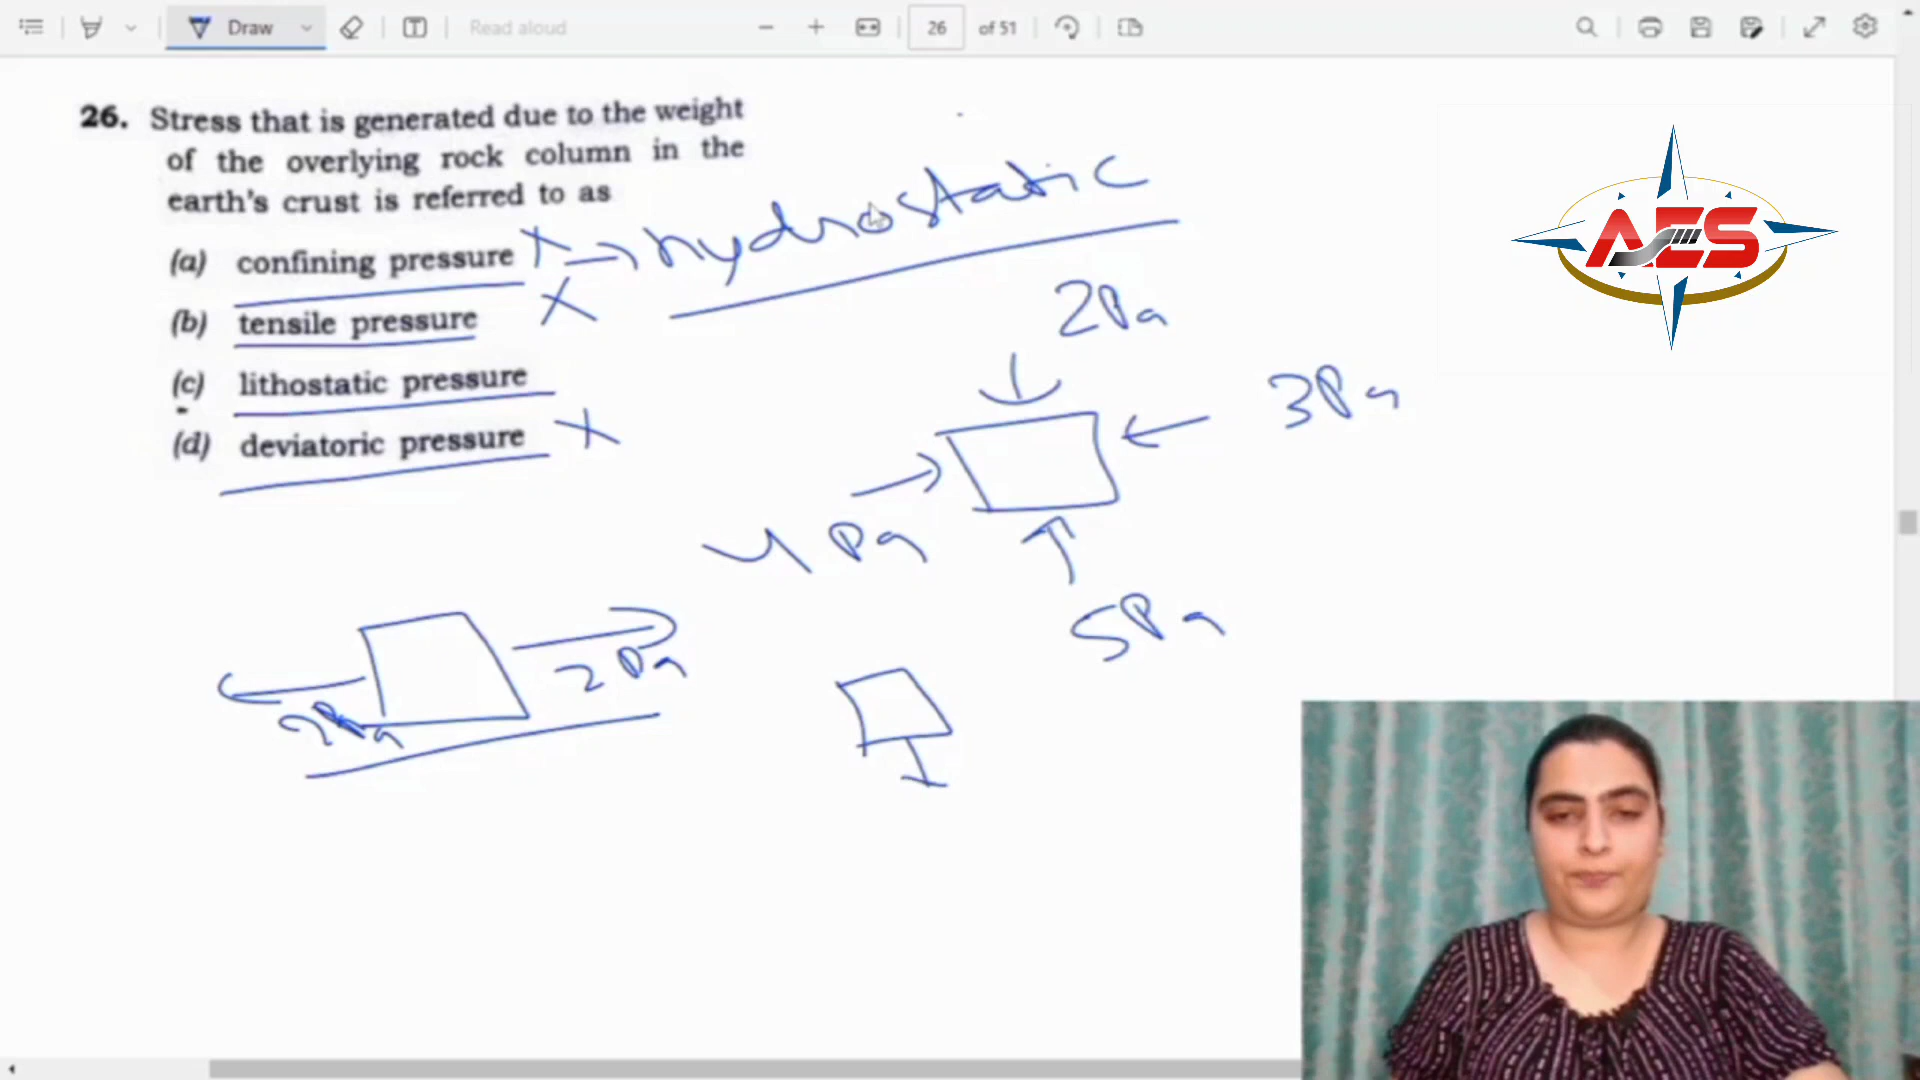 Draw
Read aloud
26 of 51
26. Stress that is generated due to the weight
of the overlying rock column in the
earth's crust is referred to as
(a) confining pressure X → hydrostatic
(b) tensile pressure X
(c) lithostatic pressure
(d) deviatoric pressure X
2Pa
3Pa
4Pa
5Pa
2Pa
2Pa
AES